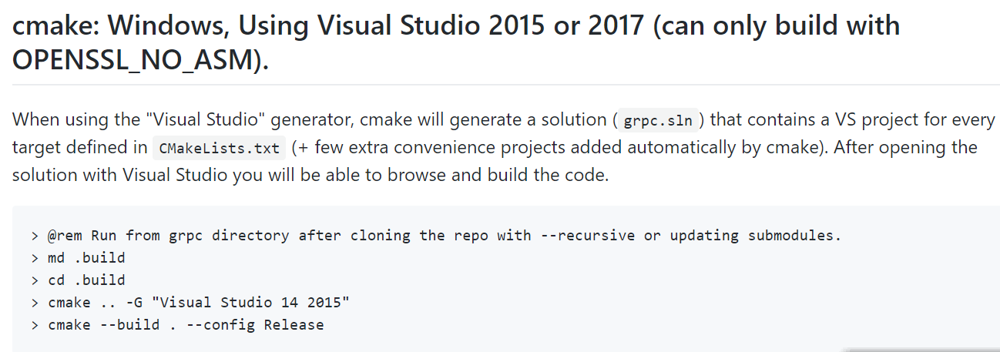 cmake: Windows, Using Visual Studio 2015 or 2017 (can only build with
OPENSSL_NO_ASM).
When using the "Visual Studio" generator, cmake will generate a solution ( grpc.sln ) that contains a VS project for every
target defined in CMakeLists.txt (+ few extra convenience projects added automatically by cmake). After opening the
solution with Visual Studio you will be able to browse and build the code.
> @rem Run from grpc directory after cloning the repo with --recursive or updating submodules.
> md .build
> cd .build
> cmake .. -G "Visual Studio 14 2015"
> cmake --build . --config Release